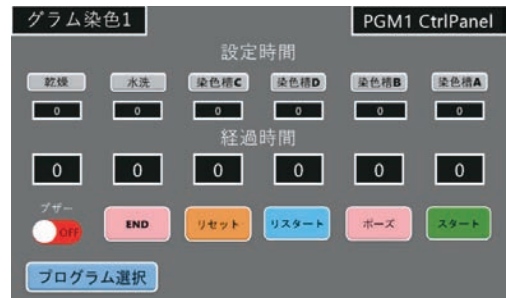 グラム染色1 PGM1 CtrlPanel
設定時間
乾燥 水洗 染色槽C 染色槽D 染色槽B 染色槽A
0 0 0 0 0 0
経過時間
0 0 0 0 0 0
ブザー
OFF END リセット リスタート ポーズ スタート
プログラム選択